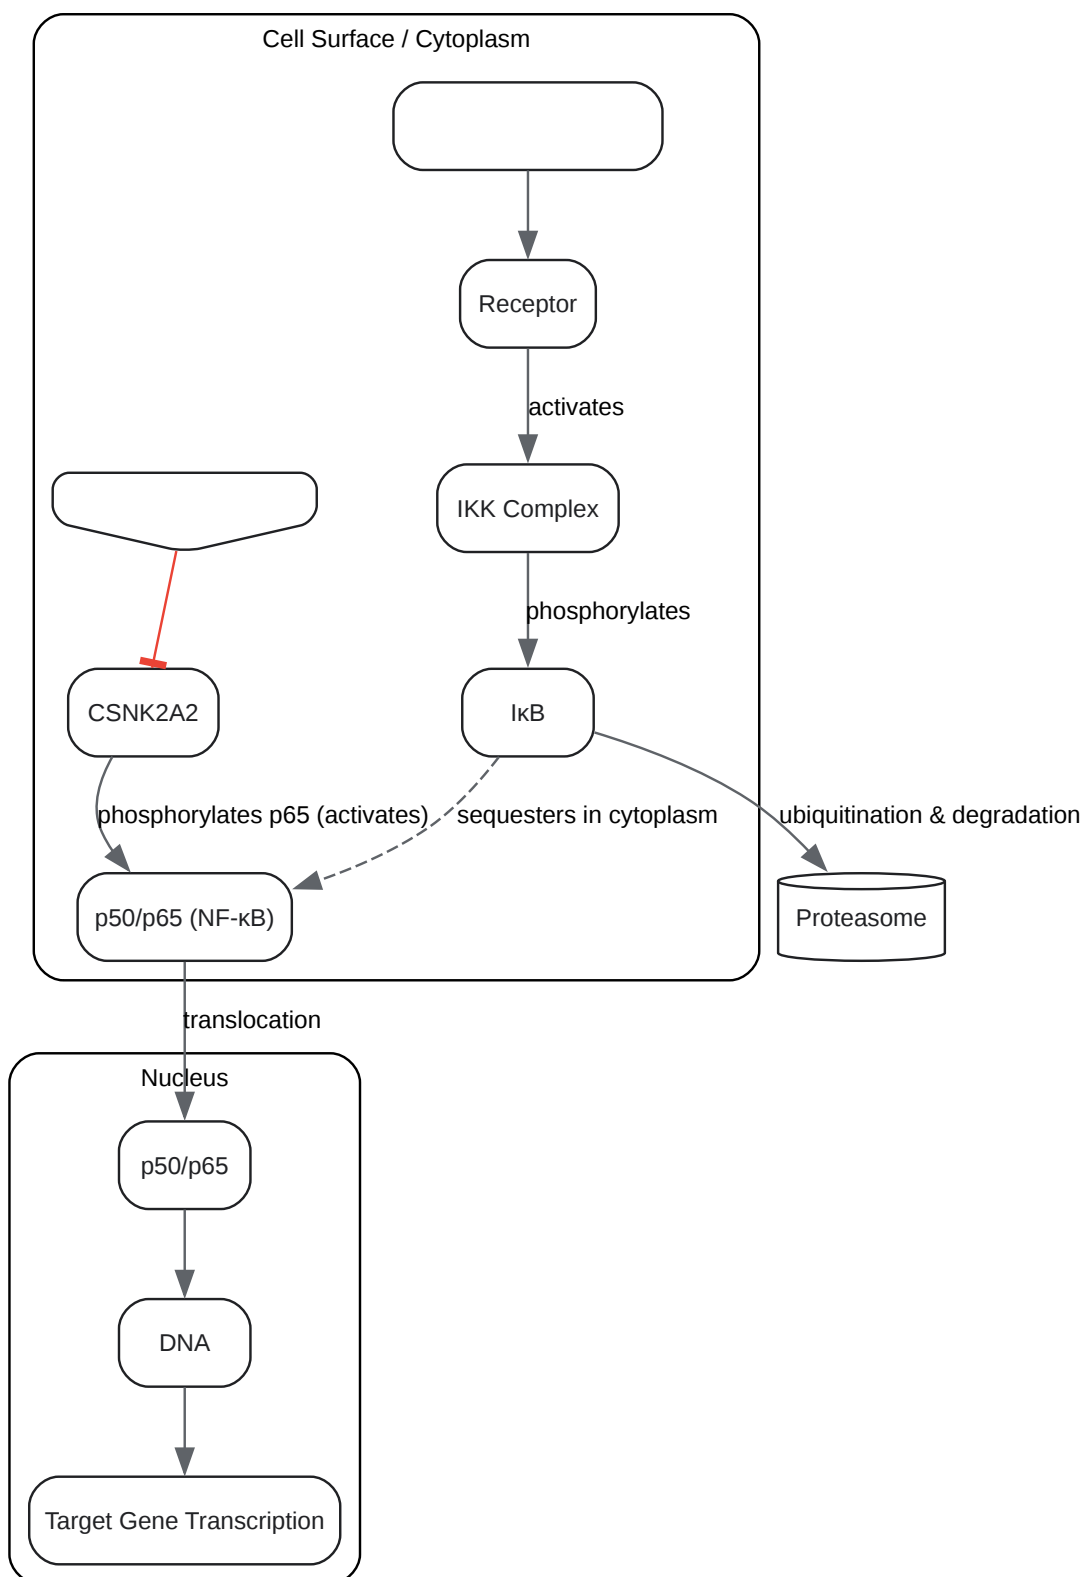 Cell Surface / Cytoplasm
Receptor
activates
IKK Complex
phosphorylates
CSNK2A2
IκB
phosphorylates p65 (activates)
sequesters in cytoplasm
ubiquitination & degradation
p50/p65 (NF-κB)
Proteasome
translocation
Nucleus
p50/p65
DNA
Target Gene Transcription